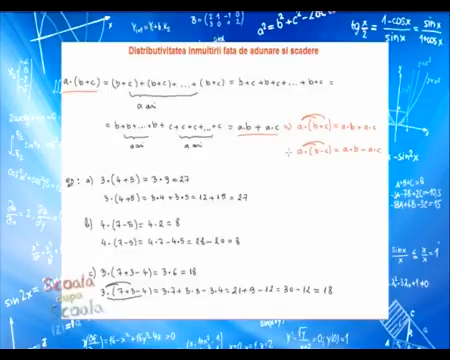 Distributivitatea inmultirii fata de adunare si scadere
a·(b+c) = (b+c)+(b+c)+...+(b+c) = b+c+b+c+...+b+c =
a ori
= b+b+...+b + c+c+...+c = a·b + a·c => a·(b+c) = a·b+a·c
a ori a ori
a·(b-c) = a·b-a·c
a) 3·(4+5) = 3·9 = 27
3·(4+5) = 3·4+3·5 = 12+15 = 27
b) 4·(7-5) = 4·2 = 8
4·(7-5) = 4·7-4·5 = 28-20 = 8
c) 3·(7+3-4) = 3·6 = 18
3·(7+3-4) = 3·7+3·3-3·4 = 21+9-12 = 30-12 = 18
Scoala
dupa
Scoala